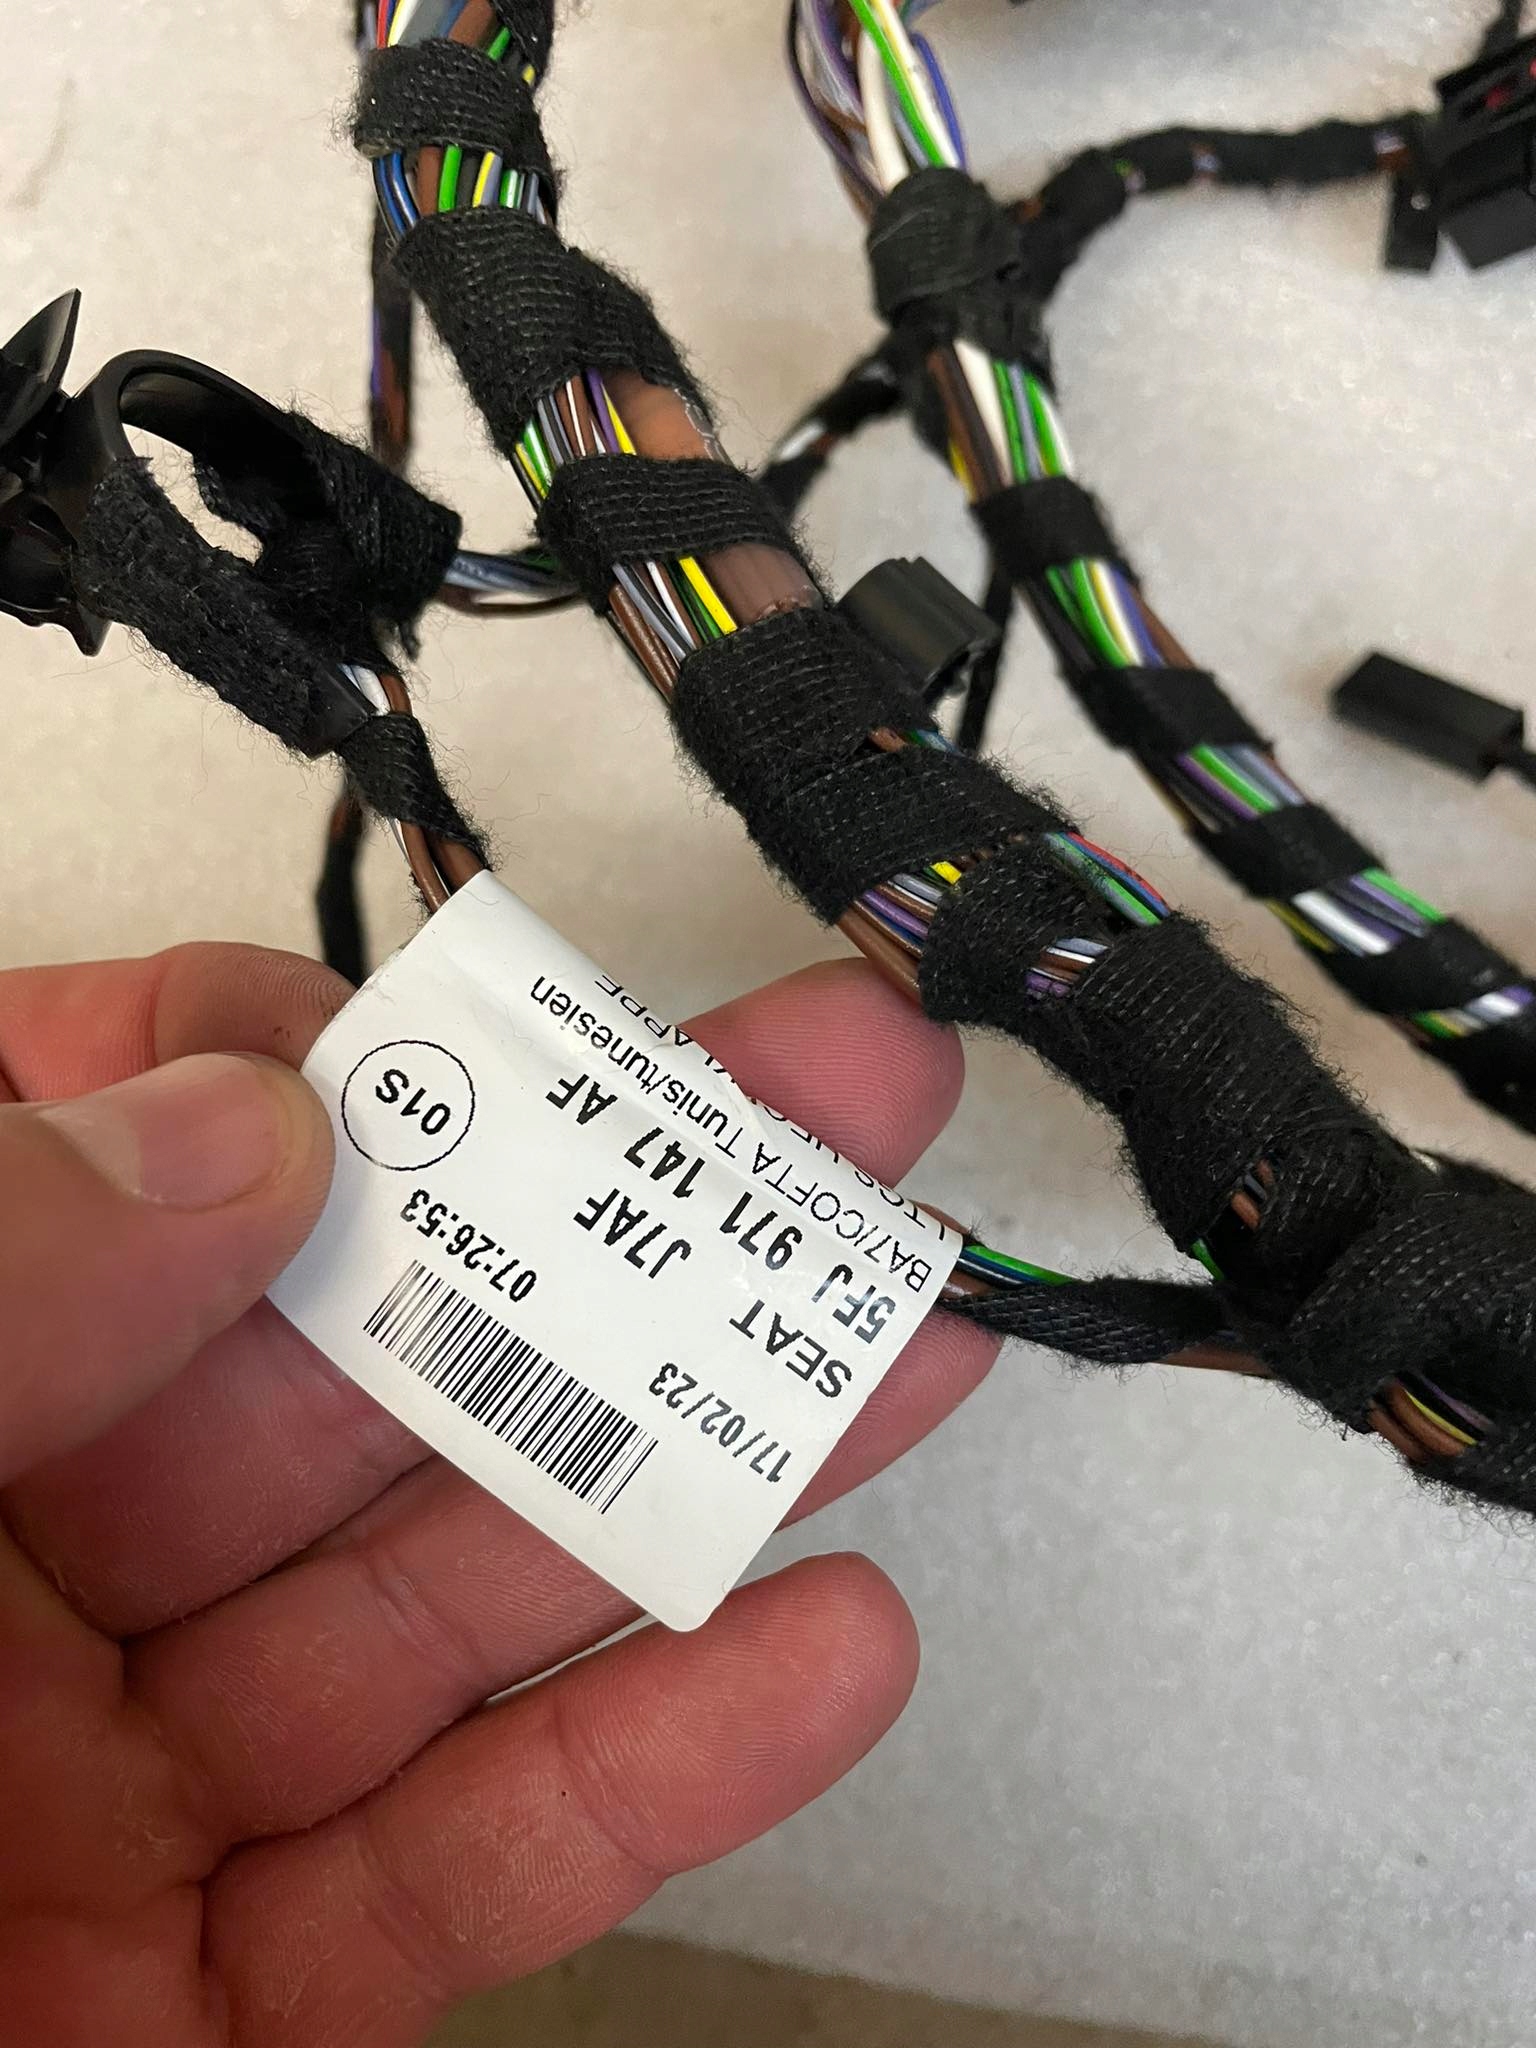 17/02/23 07:26:53
SEAT J7AF 01S
5FJ 971 147 AF
BA7/COFTA Tunis/tunesien